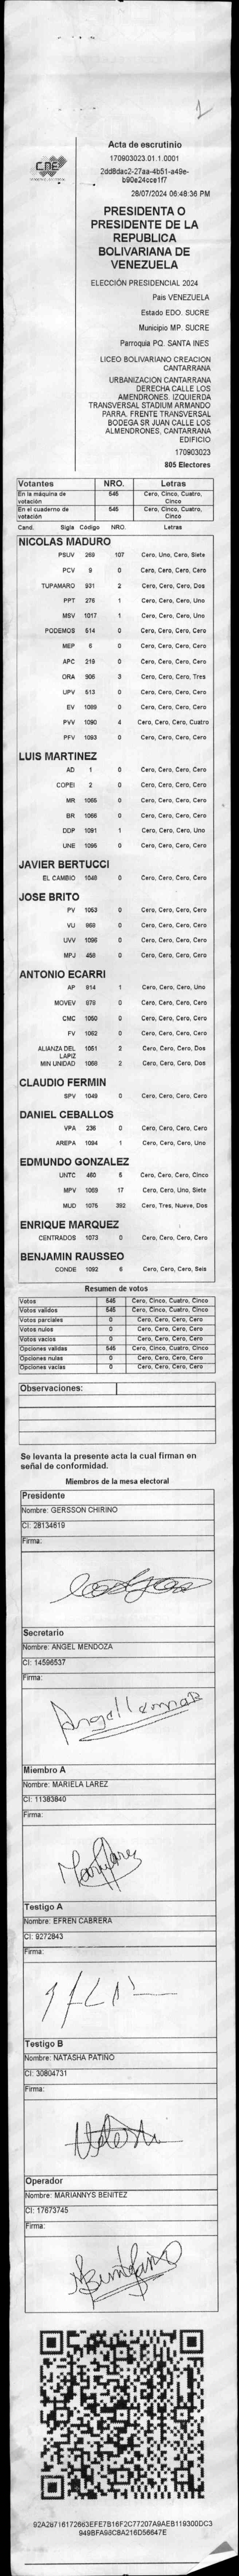 1
CNE
Acta de escrutinio
170903023.01.1.0001
2dd8dac2-27aa-4b51-a49e-
b90e24cce1f7
28/07/2024 06:48:36 PM
PRESIDENTA O
PRESIDENTE DE LA
REPUBLICA
BOLIVARIANA DE
VENEZUELA
ELECCIÓN PRESIDENCIAL 2024
Pais VENEZUELA
Estado EDO. SUCRE
Municipio MP. SUCRE
Parroquia PQ. SANTA INES
LICEO BOLIVARIANO CREACION
CANTARRANA
URBANIZACION CANTARRANA
DERECHA CALLE LOS
AMENDRONES. IZQUIERDA
TRANSVERSAL STADIUM ARMANDO
PARRA. FRENTE TRANSVERSAL
BODEGA SR JUAN CALLE LOS
ALMENDRONES, CANTARRANA
EDIFICIO
170903023
805 Electores
Votantes NRO. Letras
En la máquina de votación 545 Cero, Cinco, Cuatro, Cinco
En el cuaderno de votación 545 Cero, Cinco, Cuatro, Cinco
Cand. Sigla Código NRO. Letras
NICOLAS MADURO
PSUV 269 107 Cero, Uno, Cero, Siete
PCV 9 0 Cero, Cero, Cero, Cero
TUPAMARO 931 2 Cero, Cero, Cero, Dos
PPT 276 1 Cero, Cero, Cero, Uno
MSV 1017 1 Cero, Cero, Cero, Uno
PODEMOS 514 0 Cero, Cero, Cero, Cero
MEP 6 0 Cero, Cero, Cero, Cero
APC 219 0 Cero, Cero, Cero, Cero
ORA 906 3 Cero, Cero, Cero, Tres
UPV 513 0 Cero, Cero, Cero, Cero
EV 1089 0 Cero, Cero, Cero, Cero
PVV 1090 4 Cero, Cero, Cero, Cuatro
PFV 1093 0 Cero, Cero, Cero, Cero
LUIS MARTINEZ
AD 1 0 Cero, Cero, Cero, Cero
COPEI 2 0 Cero, Cero, Cero, Cero
MR 1065 0 Cero, Cero, Cero, Cero
BR 1066 0 Cero, Cero, Cero, Cero
DDP 1091 1 Cero, Cero, Cero, Uno
UNE 1095 0 Cero, Cero, Cero, Cero
JAVIER BERTUCCI
EL CAMBIO 1048 0 Cero, Cero, Cero, Cero
JOSE BRITO
PV 1053 0 Cero, Cero, Cero, Cero
VU 968 0 Cero, Cero, Cero, Cero
UVV 1096 0 Cero, Cero, Cero, Cero
MPJ 458 0 Cero, Cero, Cero, Cero
ANTONIO ECARRI
AP 914 1 Cero, Cero, Cero, Uno
MOVEV 979 0 Cero, Cero, Cero, Cero
CMC 1050 0 Cero, Cero, Cero, Cero
FV 1062 0 Cero, Cero, Cero, Cero
ALIANZA DEL LAPIZ 1051 2 Cero, Cero, Cero, Dos
MIN UNIDAD 1068 2 Cero, Cero, Cero, Dos
CLAUDIO FERMIN
SPV 1049 0 Cero, Cero, Cero, Cero
DANIEL CEBALLOS
VPA 236 0 Cero, Cero, Cero, Cero
AREPA 1094 1 Cero, Cero, Cero, Uno
EDMUNDO GONZALEZ
UNTC 460 5 Cero, Cero, Cero, Cinco
MPV 1069 17 Cero, Cero, Uno, Siete
MUD 1075 392 Cero, Tres, Nueve, Dos
ENRIQUE MARQUEZ
CENTRADOS 1073 0 Cero, Cero, Cero, Cero
BENJAMIN RAUSSEO
CONDE 1092 6 Cero, Cero, Cero, Seis
Resumen de votos
Votos 545 Cero, Cinco, Cuatro, Cinco
Votos validos 545 Cero, Cinco, Cuatro, Cinco
Votos parciales 0 Cero, Cero, Cero, Cero
Votos nulos 0 Cero, Cero, Cero, Cero
Votos vacios 0 Cero, Cero, Cero, Cero
Opciones validas 545 Cero, Cinco, Cuatro, Cinco
Opciones nulas 0 Cero, Cero, Cero, Cero
Opciones vacias 0 Cero, Cero, Cero, Cero
Observaciones:
Se levanta la presente acta la cual firman en
señal de conformidad.
Miembros de la mesa electoral
Presidente
Nombre: GERSSON CHIRINO
CI: 28134619
Firma:
Secretario
Nombre: ANGEL MENDOZA
CI: 14596537
Firma:
Miembro A
Nombre: MARIELA LAREZ
CI: 11383840
Firma:
Testigo A
Nombre: EFREN CABRERA
CI: 9272843
Firma:
Testigo B
Nombre: NATASHA PATIÑO
CI: 30804731
Firma:
Operador
Nombre: MARIANNYS BENITEZ
CI: 17673745
Firma:
92A28716172663EFE7B16F2C77207A9AEB119300DC3
949BFA98C8A216D56647E